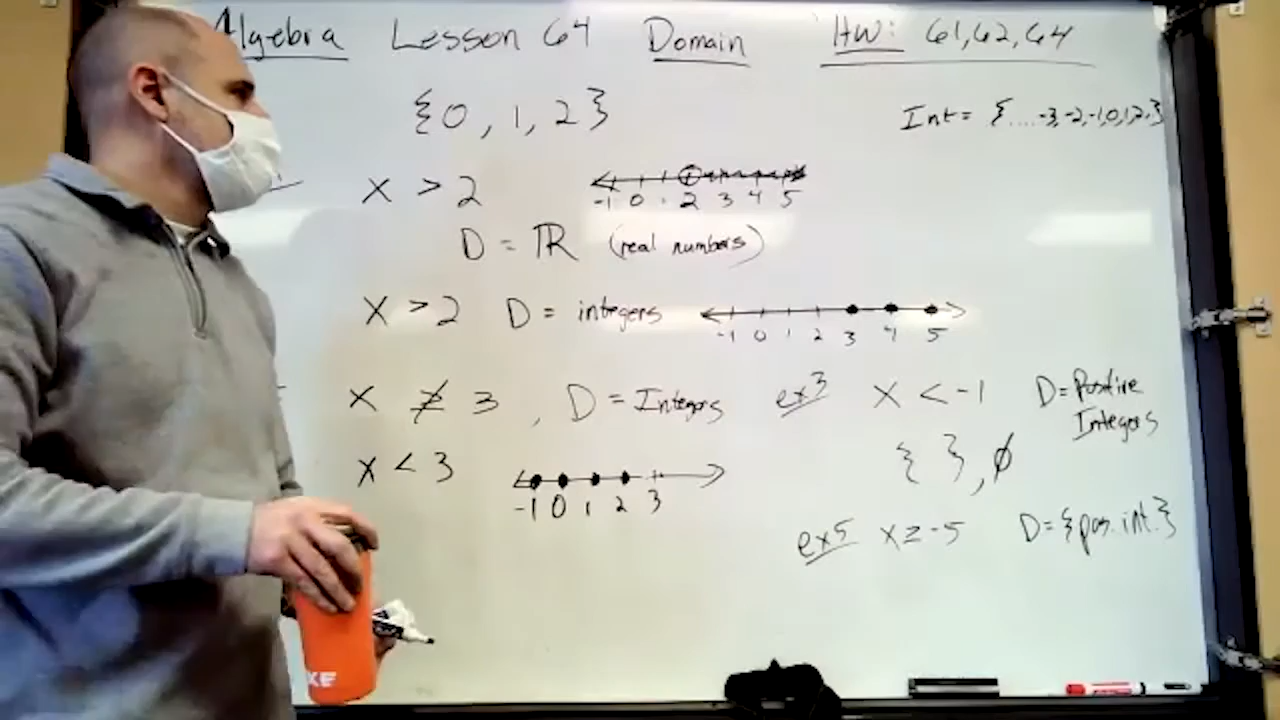 Algebra Lesson 64 Domain HW: 61, 62, 64
{0, 1, 2}
Int = {....-3,-2,-1,0,1,2,}
x > 2
-1 0 1 2 3 4 5
D = ℝ (real numbers)
x > 2 D = integers
-1 0 1 2 3 4 5
x ≱ 3, D = Integers
ex3 x < -1 D = Positive Integers
{ }, ∅
x < 3
-1 0 1 2 3
ex5 x ≥ -5 D = {pos. int.}